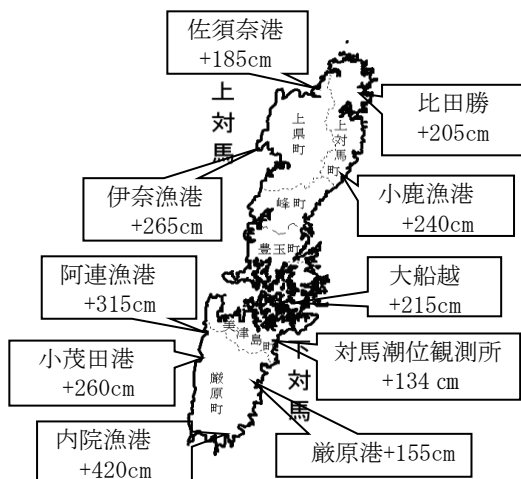 佐須奈港
+185cm
比田勝
+205cm
上対馬
上県町
上対馬町
伊奈漁港
+265cm
小鹿漁港
+240cm
峰町
豊玉町
阿連漁港
+315cm
大船越
+215cm
美津島町
小茂田港
+260cm
対馬潮位観測所
+134 cm
下対馬
厳原町
内院漁港
+420cm
厳原港+155cm